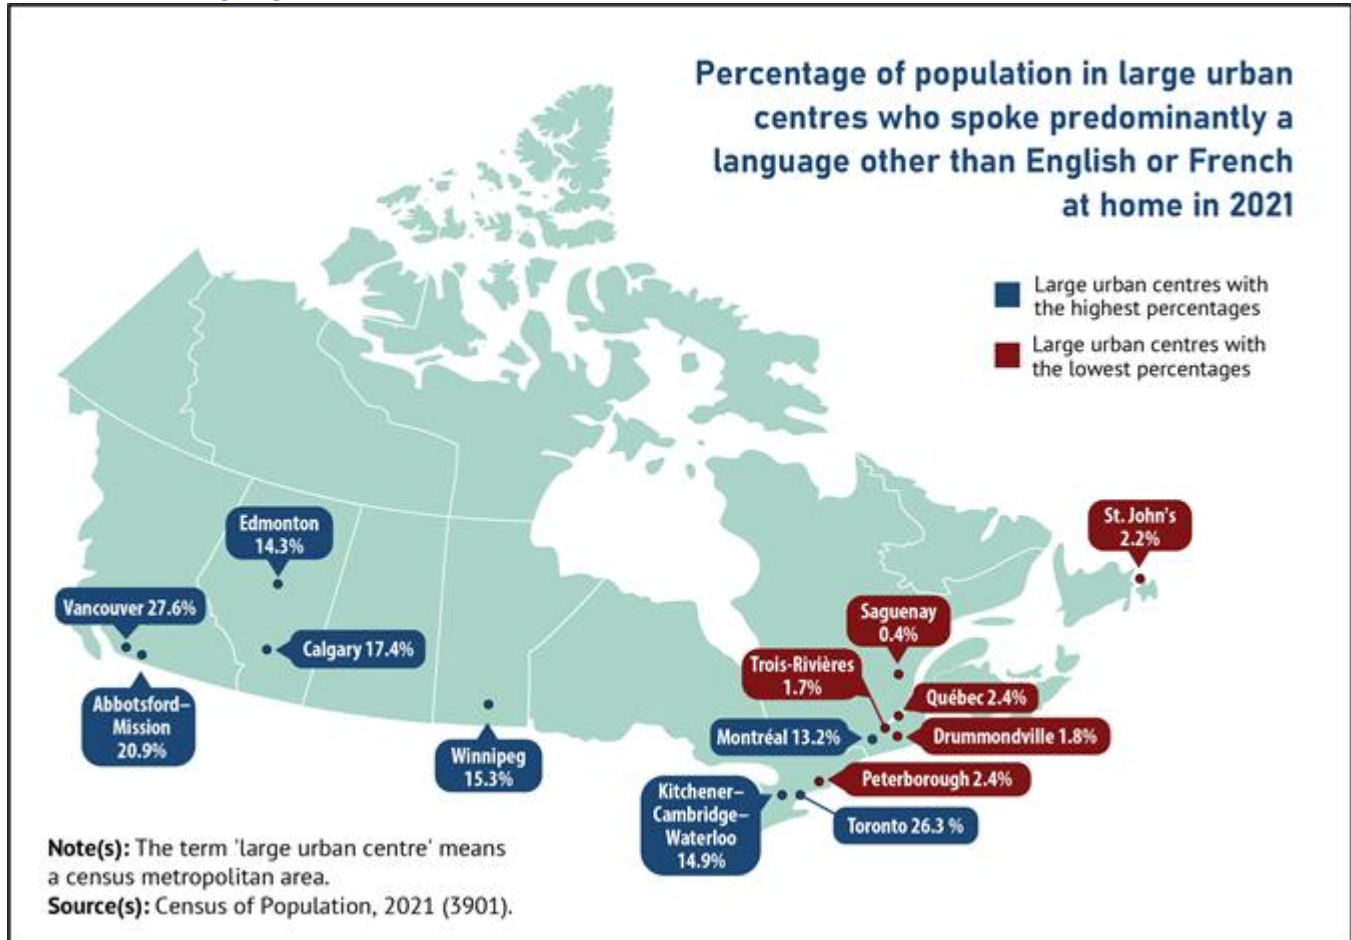 Percentage of population in large urban
centres who spoke predominantly a
language other than English or French
at home in 2021
Large urban centres with
the highest percentages
Large urban centres with
the lowest percentages
St. John's
2.2%
Edmonton
14.3%
Vancouver 27.6%
Saguenay
0.4%
Calgary 17.4%
Trois-Rivières
1.7%
Québec 2.4%
Abbotsford–
Mission
20.9%
Montréal 13.2%
Drummondville 1.8%
Winnipeg
15.3%
Peterborough 2.4%
Kitchener–
Cambridge–
Waterloo
14.9%
Toronto 26.3 %
Note(s): The term 'large urban centre' means
a census metropolitan area.
Source(s): Census of Population, 2021 (3901).